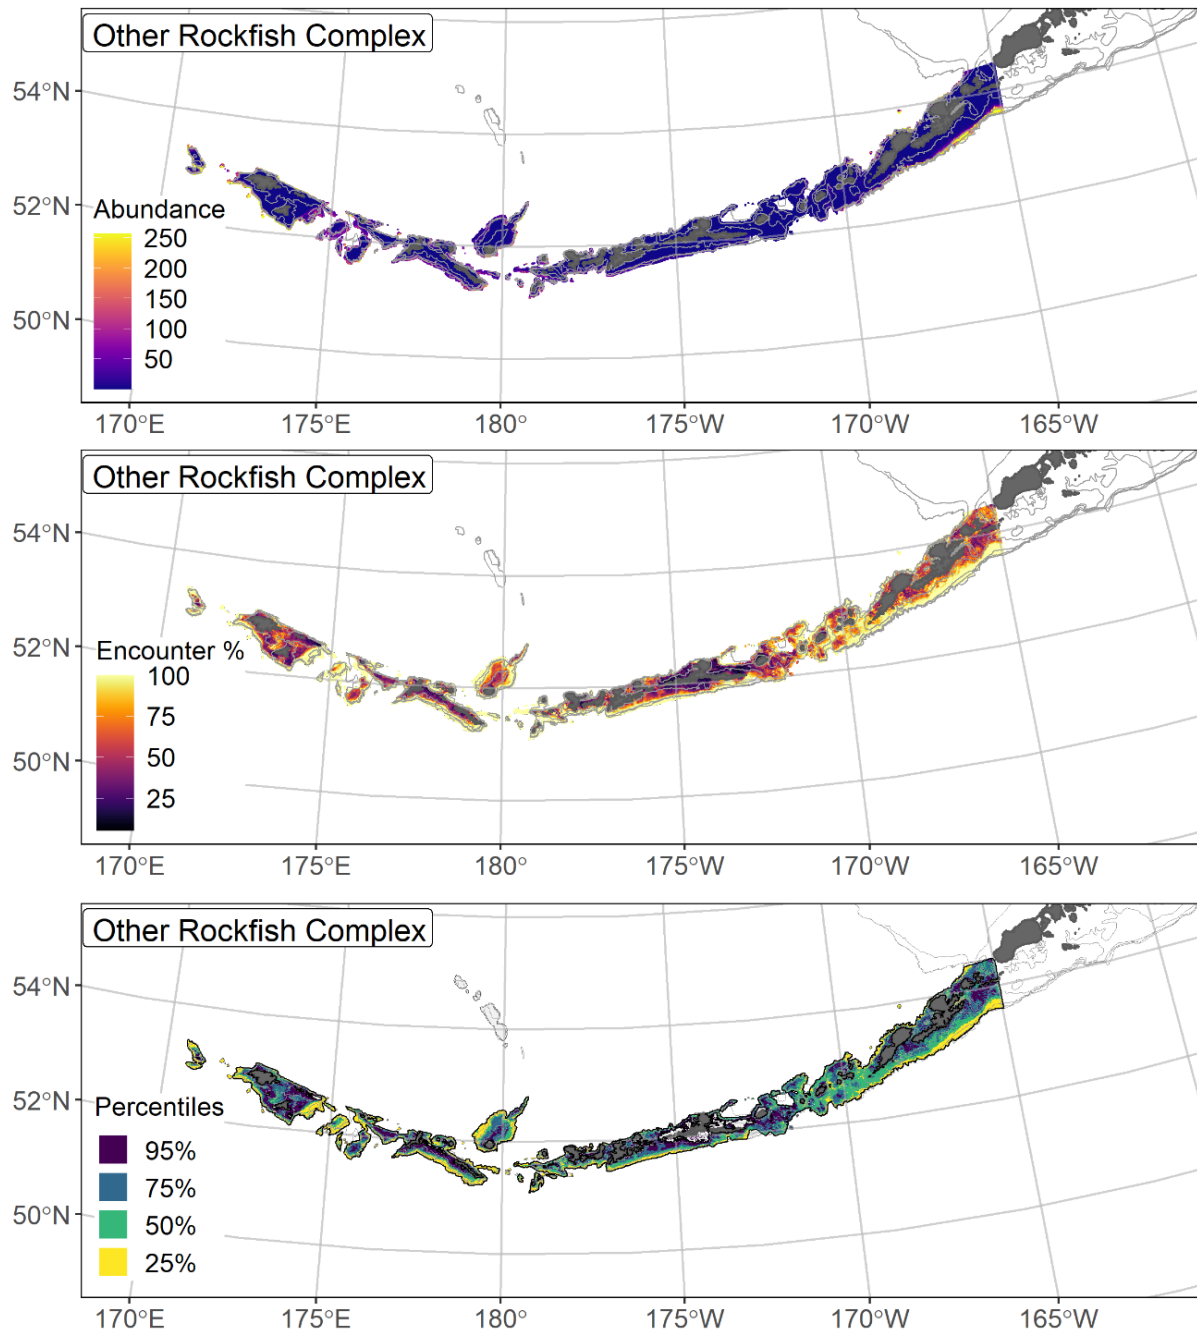 Other Rockfish Complex
54°N
52°N
50°N
Abundance
250
200
150
100
50
170°E 175°E 180° 175°W 170°W 165°W
Other Rockfish Complex
54°N
52°N
50°N
Encounter %
100
75
50
25
170°E 175°E 180° 175°W 170°W 165°W
Other Rockfish Complex
54°N
52°N
50°N
Percentiles
95%
75%
50%
25%
170°E 175°E 180° 175°W 170°W 165°W